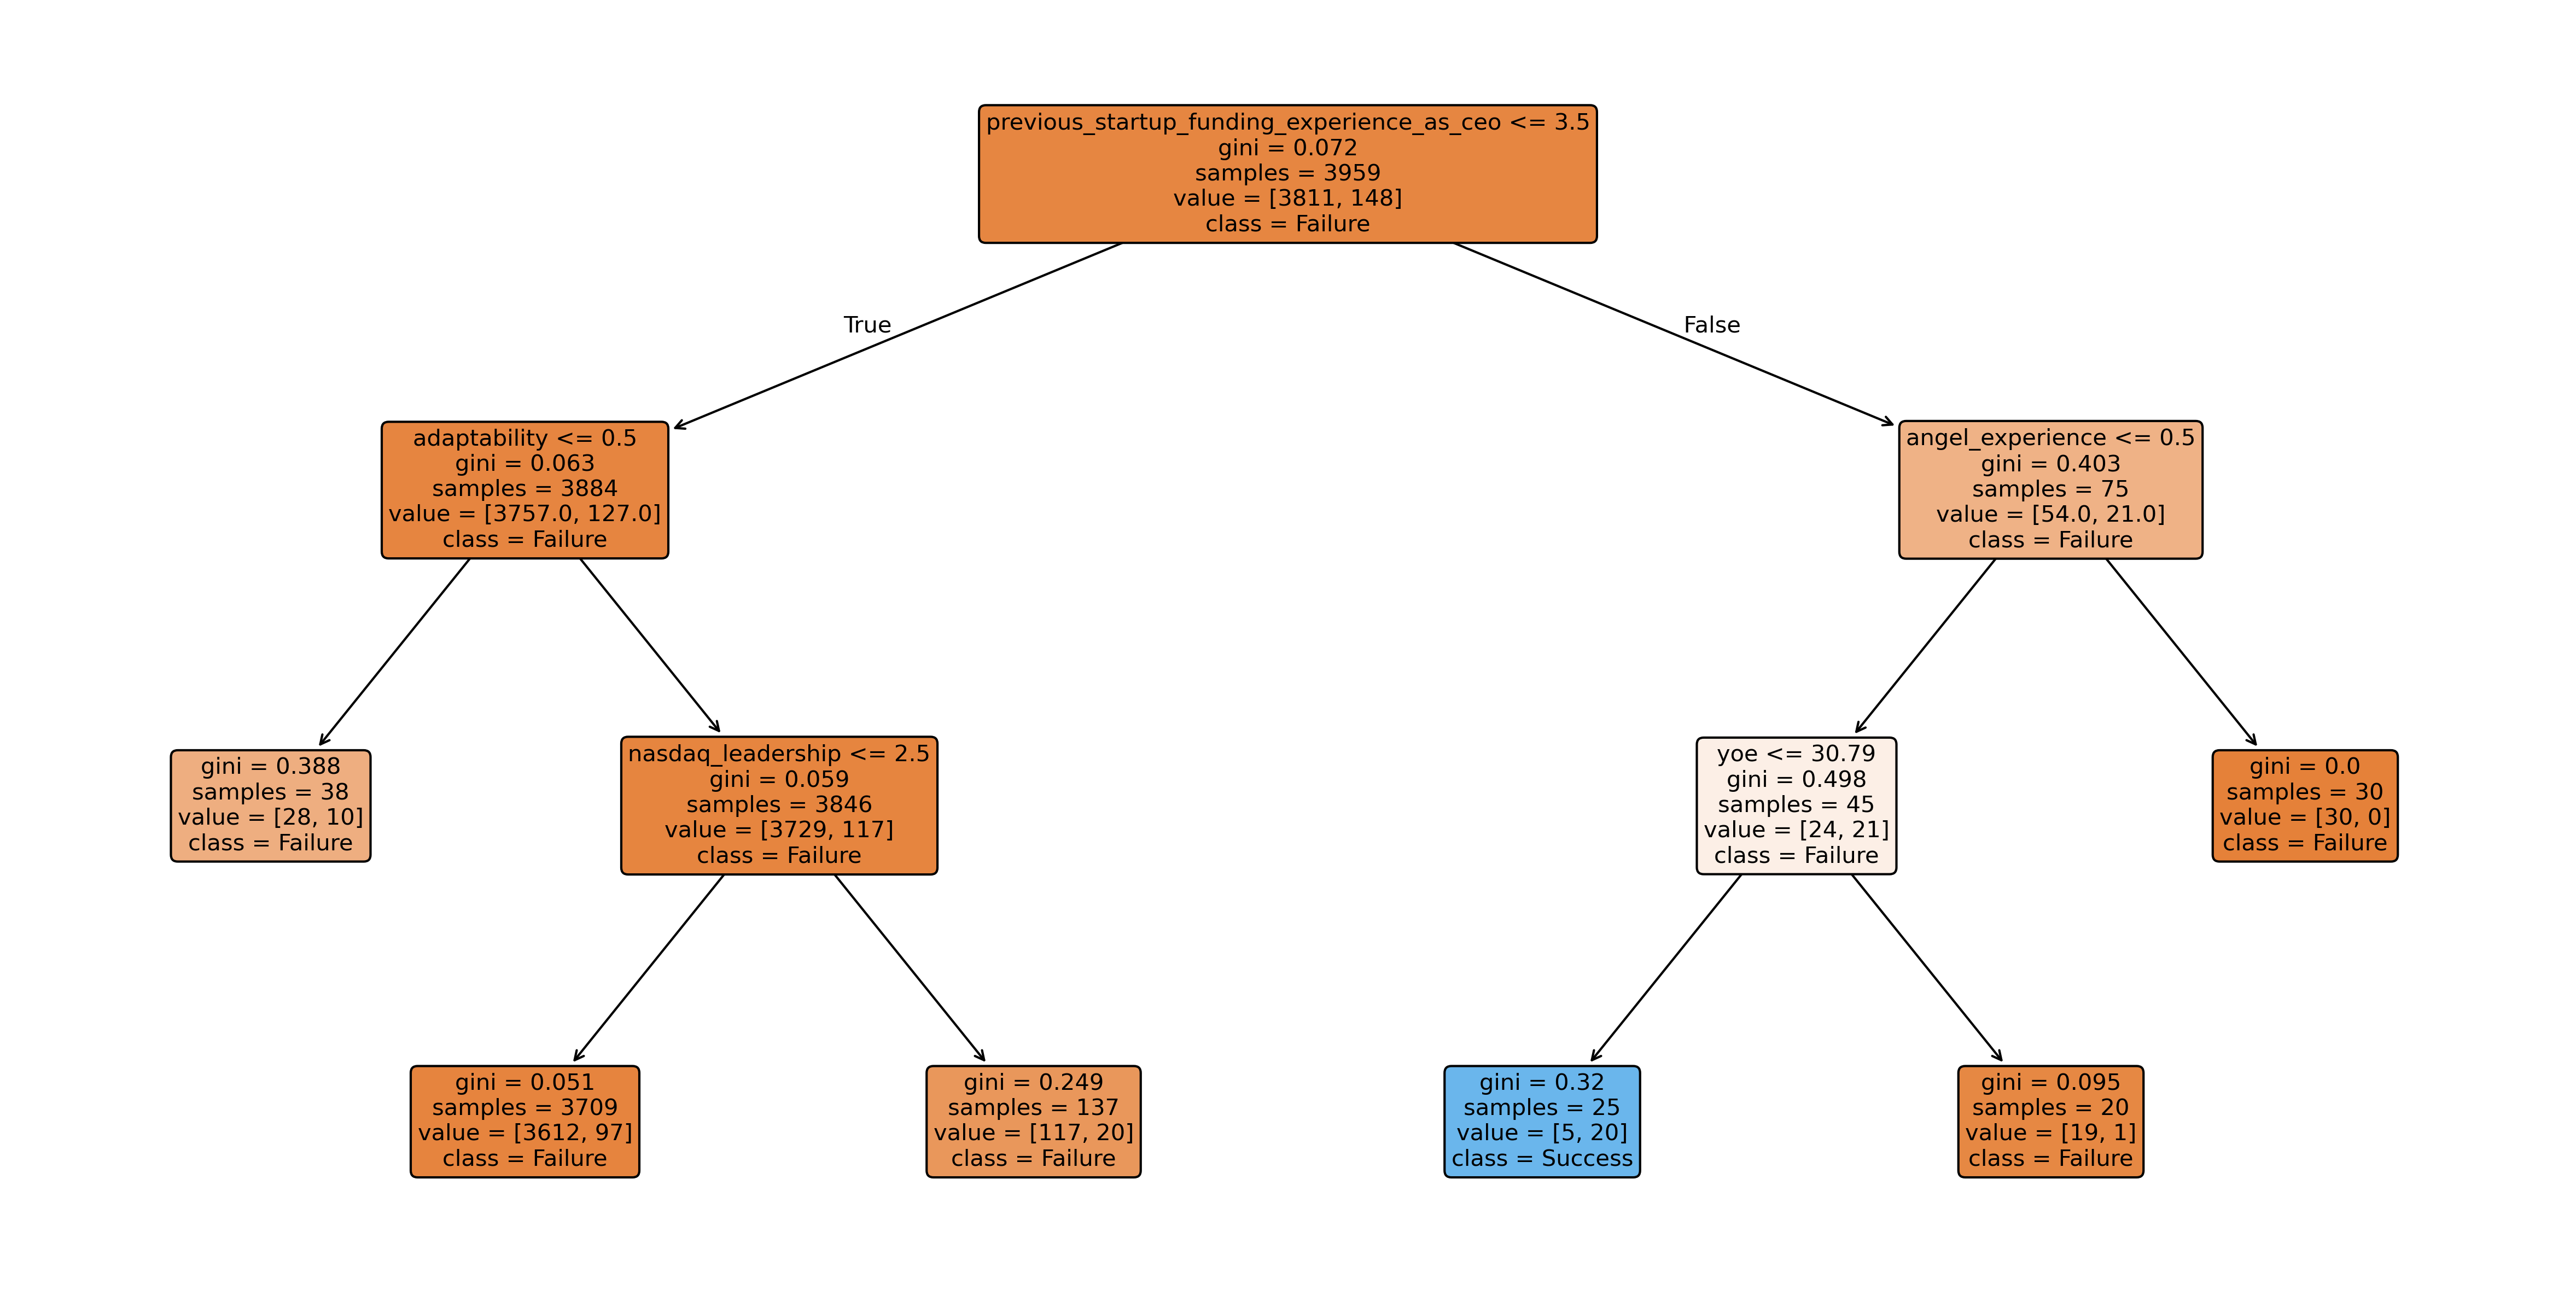 previous_startup_funding_experience_as_ceo <= 3.5
gini = 0.072
samples = 3959
value = [3811, 148]
class = Failure
True
False
adaptability <= 0.5
gini = 0.063
samples = 3884
value = [3757.0, 127.0]
class = Failure
angel_experience <= 0.5
gini = 0.403
samples = 75
value = [54.0, 21.0]
class = Failure
gini = 0.388
samples = 38
value = [28, 10]
class = Failure
nasdaq_leadership <= 2.5
gini = 0.059
samples = 3846
value = [3729, 117]
class = Failure
yoe <= 30.79
gini = 0.498
samples = 45
value = [24, 21]
class = Failure
gini = 0.0
samples = 30
value = [30, 0]
class = Failure
gini = 0.051
samples = 3709
value = [3612, 97]
class = Failure
gini = 0.249
samples = 137
value = [117, 20]
class = Failure
gini = 0.32
samples = 25
value = [5, 20]
class = Success
gini = 0.095
samples = 20
value = [19, 1]
class = Failure